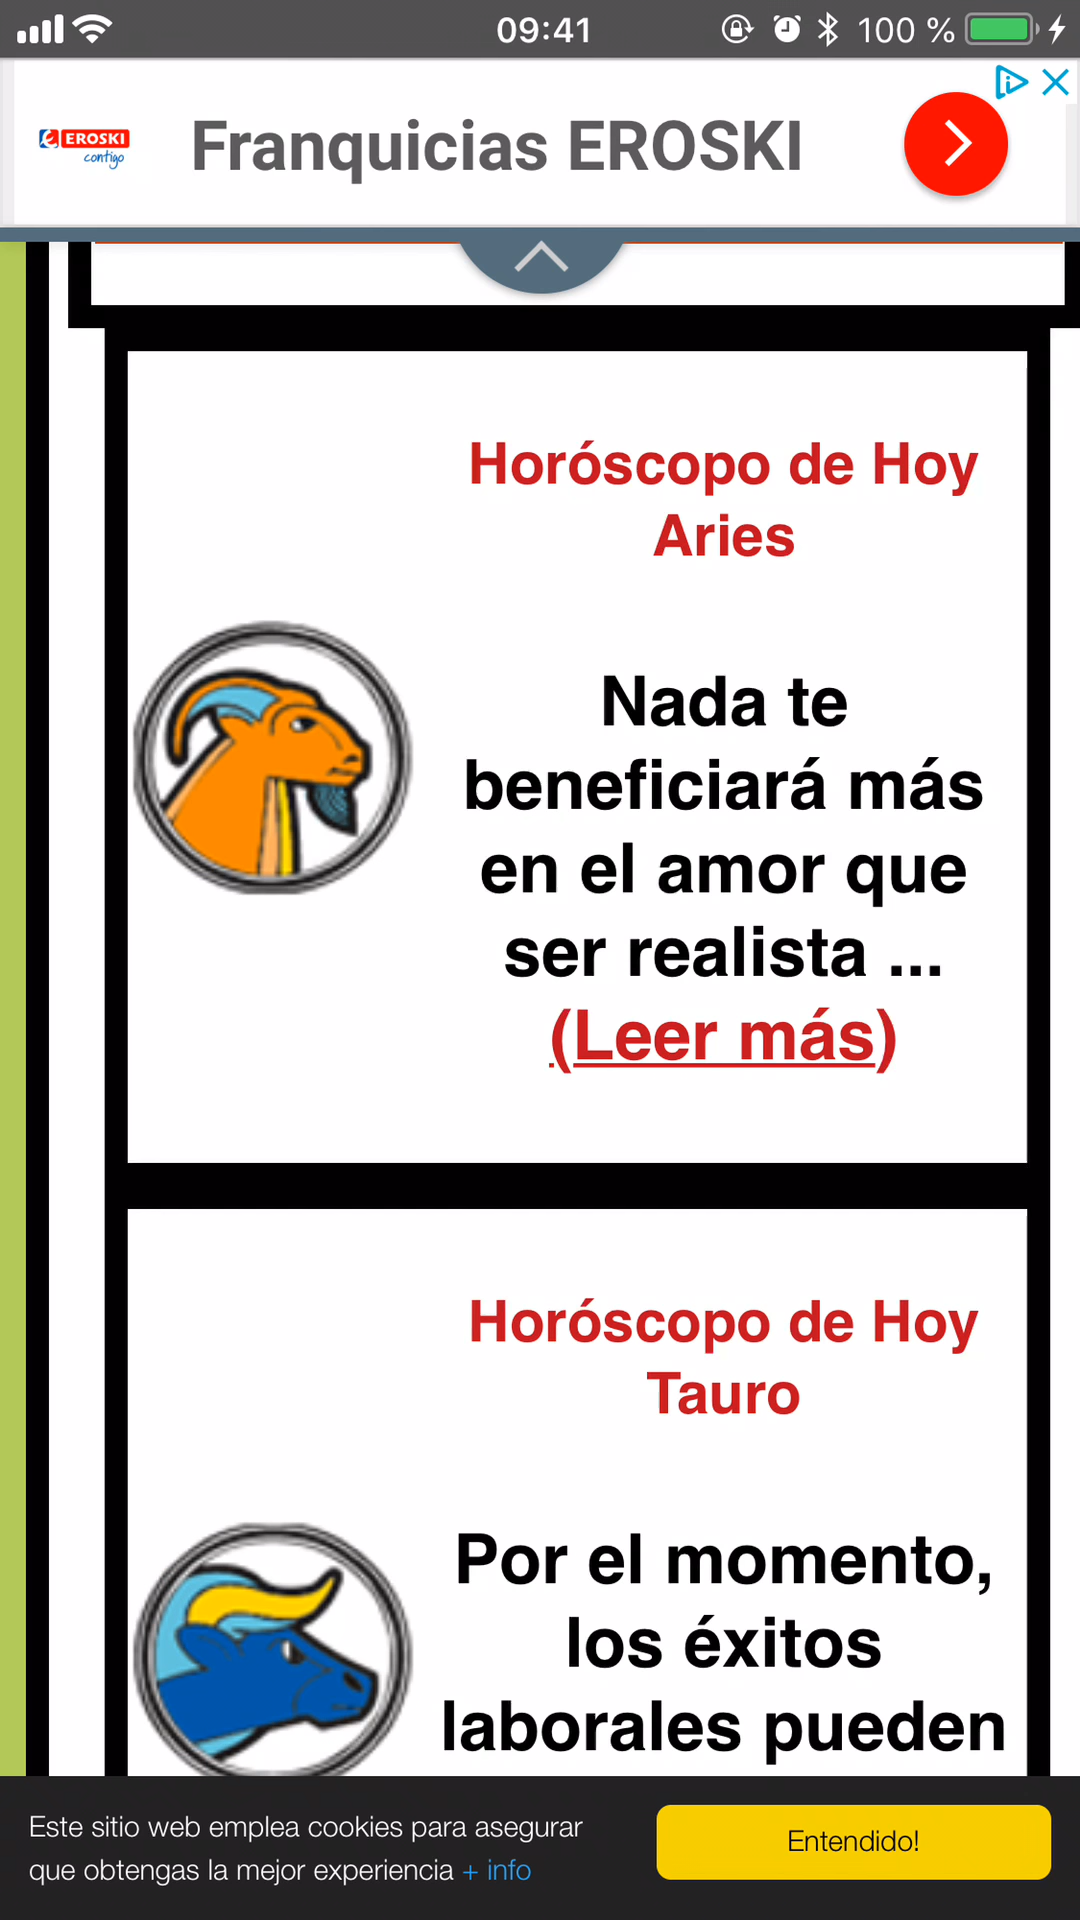 09:41
100 %
EROSKI
contigo
Franquicias EROSKI
Horóscopo de Hoy
Aries
Nada te
beneficiará más
en el amor que
ser realista ...
(Leer más)
Horóscopo de Hoy
Tauro
Por el momento,
los éxitos
laborales pueden
Este sitio web emplea cookies para asegurar
que obtengas la mejor experiencia + info
Entendido!